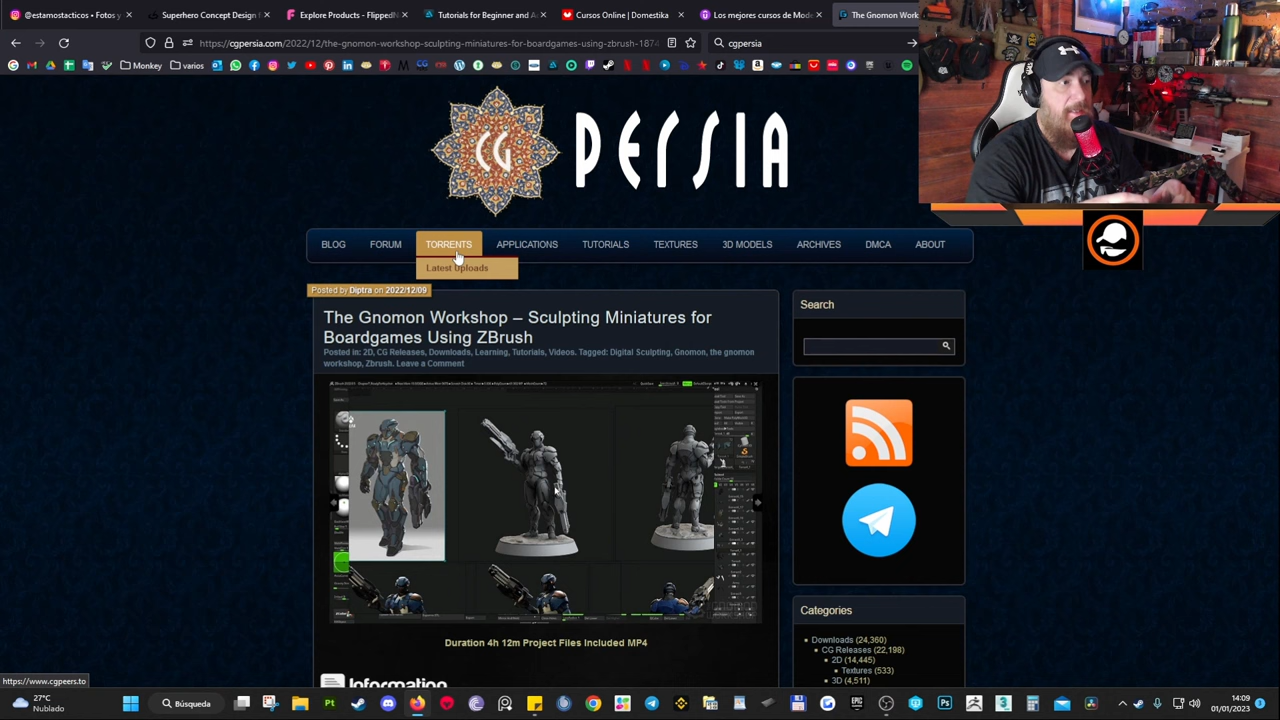 @estamostacticos • Fotos y
Superhero Concept Design
Explore Products - Flipped
Tutorials for Beginner and A
Cursos Online | Domestika
Los mejores cursos de M
The Gnomon Work
https://cgpersia.com/2022/12/the-gnomon-workshop-sculpting-miniatures-for-boardgames-using-zbrush-187
cgpersia
Monkey
varios
CG PERSIA
BLOG FORUM TORRENTS APPLICATIONS TUTORIALS TEXTURES 3D MODELS ARCHIVES DMCA ABOUT
Latest Uploads
Posted by Diptra on 2022/12/09
The Gnomon Workshop – Sculpting Miniatures for
Boardgames Using ZBrush
Posted in: 2D, CG Releases, Downloads, Learning, Tutorials, Videos. Tagged: Digital Sculpting, Gnomon, the gnomon
workshop, Zbrush. Leave a Comment
Search
Duration 4h 12m Project Files Included MP4
Information
Categories
Downloads (24,360)
CG Releases (22,198)
2D (14,445)
Textures (533)
3D (4,511)
https://www.cgpeers.to
27°C
Nublado
Búsqueda
14:09
01/01/2023